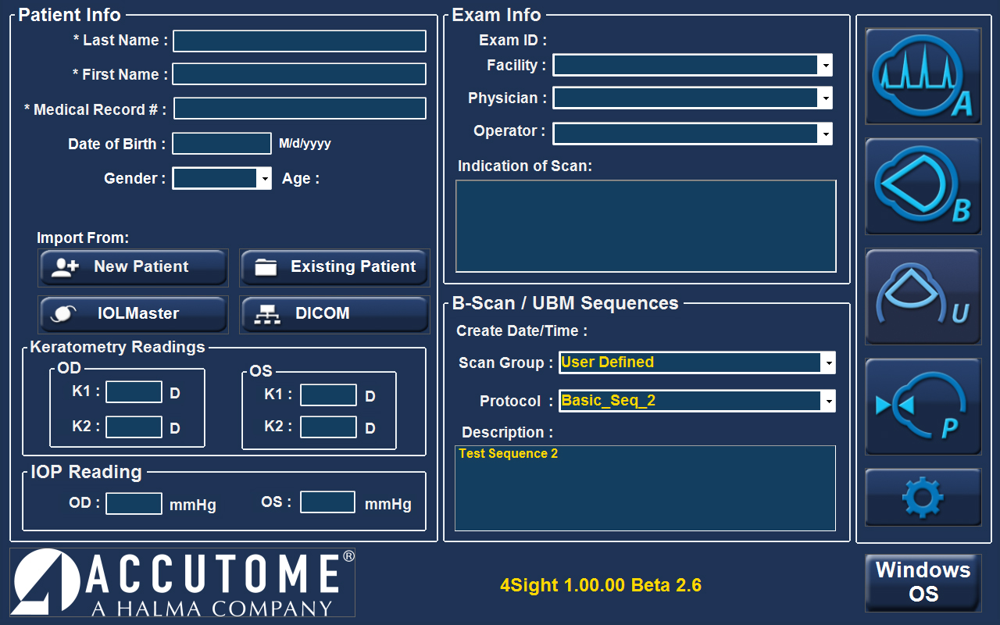 Patient Info
* Last Name :
* First Name :
* Medical Record # :
Date of Birth : M/d/yyyy
Gender : Age :
Import From:
New Patient
Existing Patient
IOLMaster
DICOM
Keratometry Readings
OD
K1 : D
K2 : D
OS
K1 : D
K2 : D
IOP Reading
OD : mmHg
OS : mmHg
Exam Info
Exam ID :
Facility :
Physician :
Operator :
Indication of Scan:
B-Scan / UBM Sequences
Create Date/Time :
Scan Group : User Defined
Protocol : Basic_Seq_2
Description :
Test Sequence 2
A
B
U
P
ACCUTOME®
A HALMA COMPANY
4Sight 1.00.00 Beta 2.6
Windows
OS